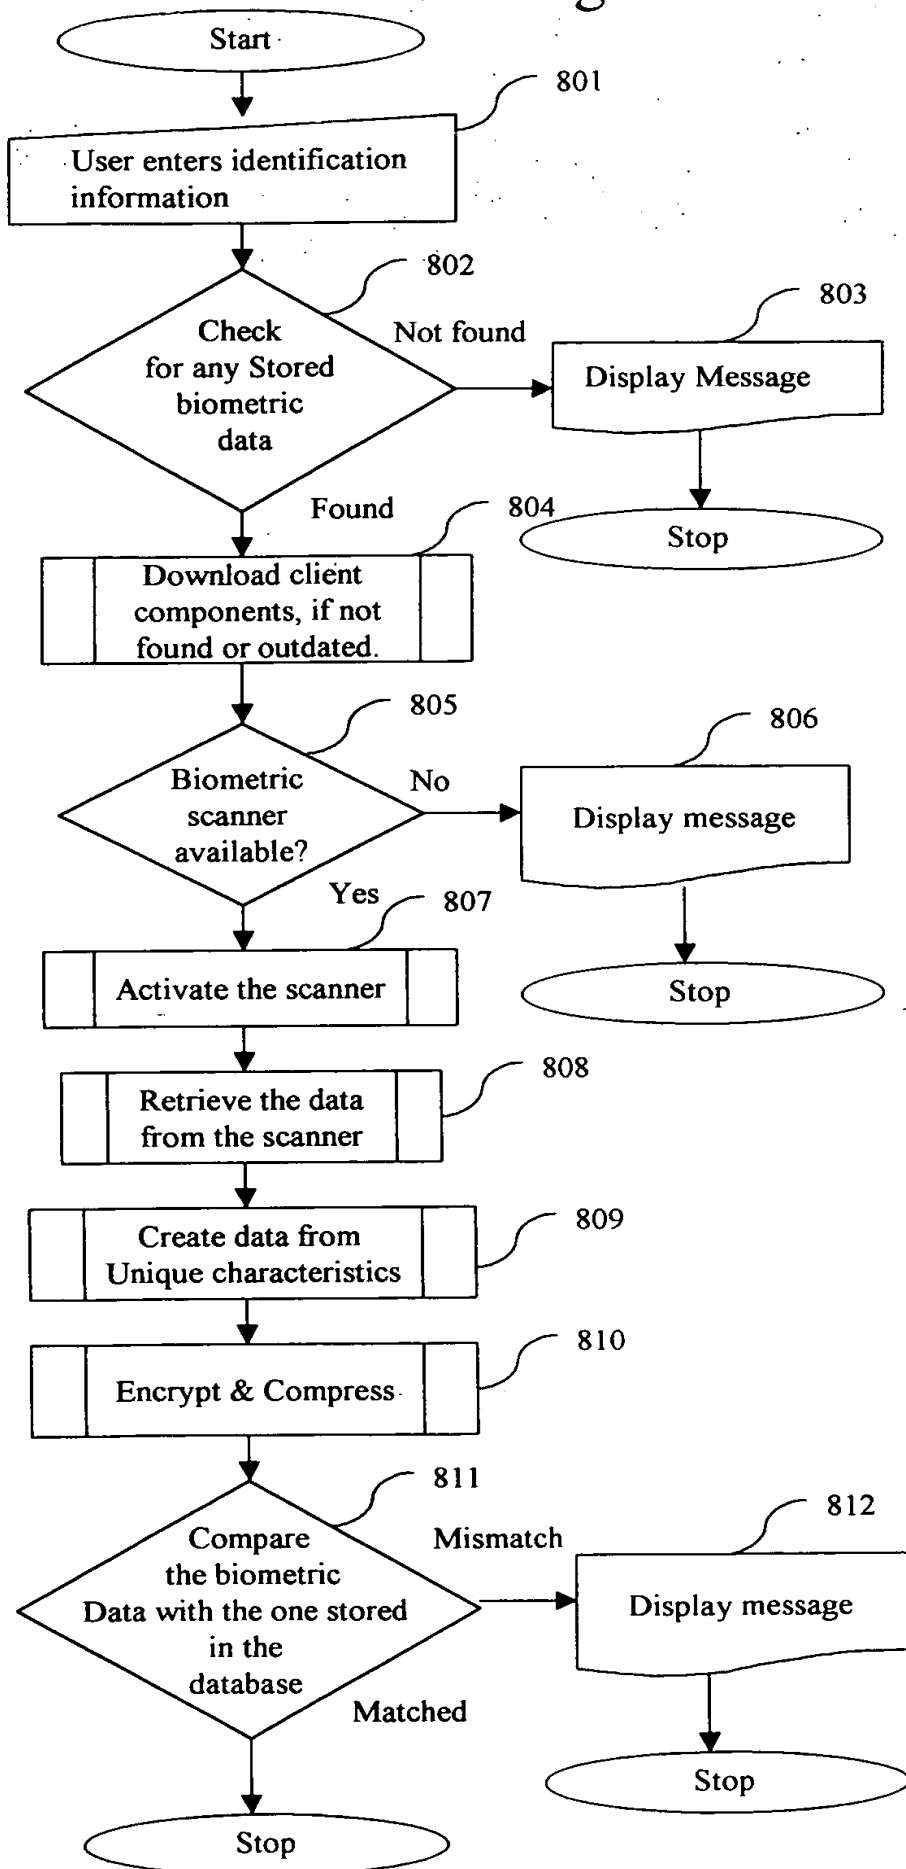 Start
801
User enters identification
information
802
Check
for any Stored
biometric
data
Not found
803
Display Message
Stop
Found
804
Download client
components, if not
found or outdated.
805
Biometric
scanner
available?
No
806
Display message
Stop
Yes
807
Activate the scanner
808
Retrieve the data
from the scanner
809
Create data from
Unique characteristics
810
Encrypt & Compress
811
Compare
the biometric
Data with the one stored
in the
database
Mismatch
812
Display message
Stop
Matched
Stop